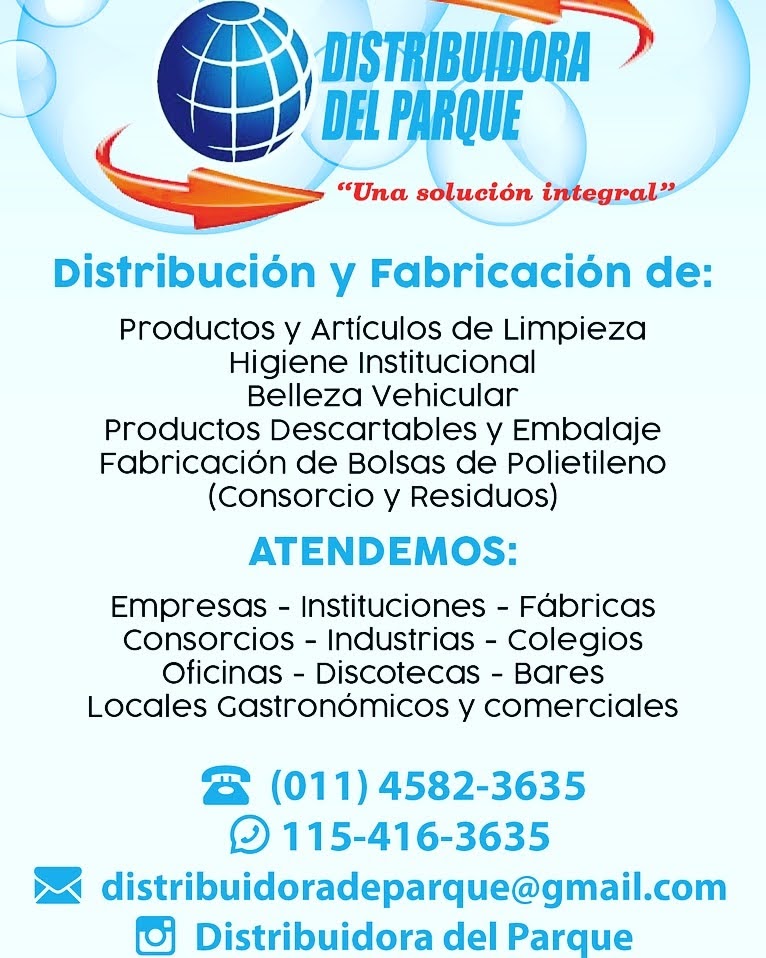 DISTRIBUIDORA
DEL PARQUE
“Una solución integral”
Distribución y Fabricación de:
Productos y Artículos de Limpieza
Higiene Institucional
Belleza Vehicular
Productos Descartables y Embalaje
Fabricación de Bolsas de Polietileno
(Consorcio y Residuos)
ATENDEMOS:
Empresas - Instituciones - Fábricas
Consorcios - Industrias - Colegios
Oficinas - Discotecas - Bares
Locales Gastronómicos y comerciales
(011) 4582-3635
115-416-3635
distribuidoradeparque@gmail.com
Distribuidora del Parque